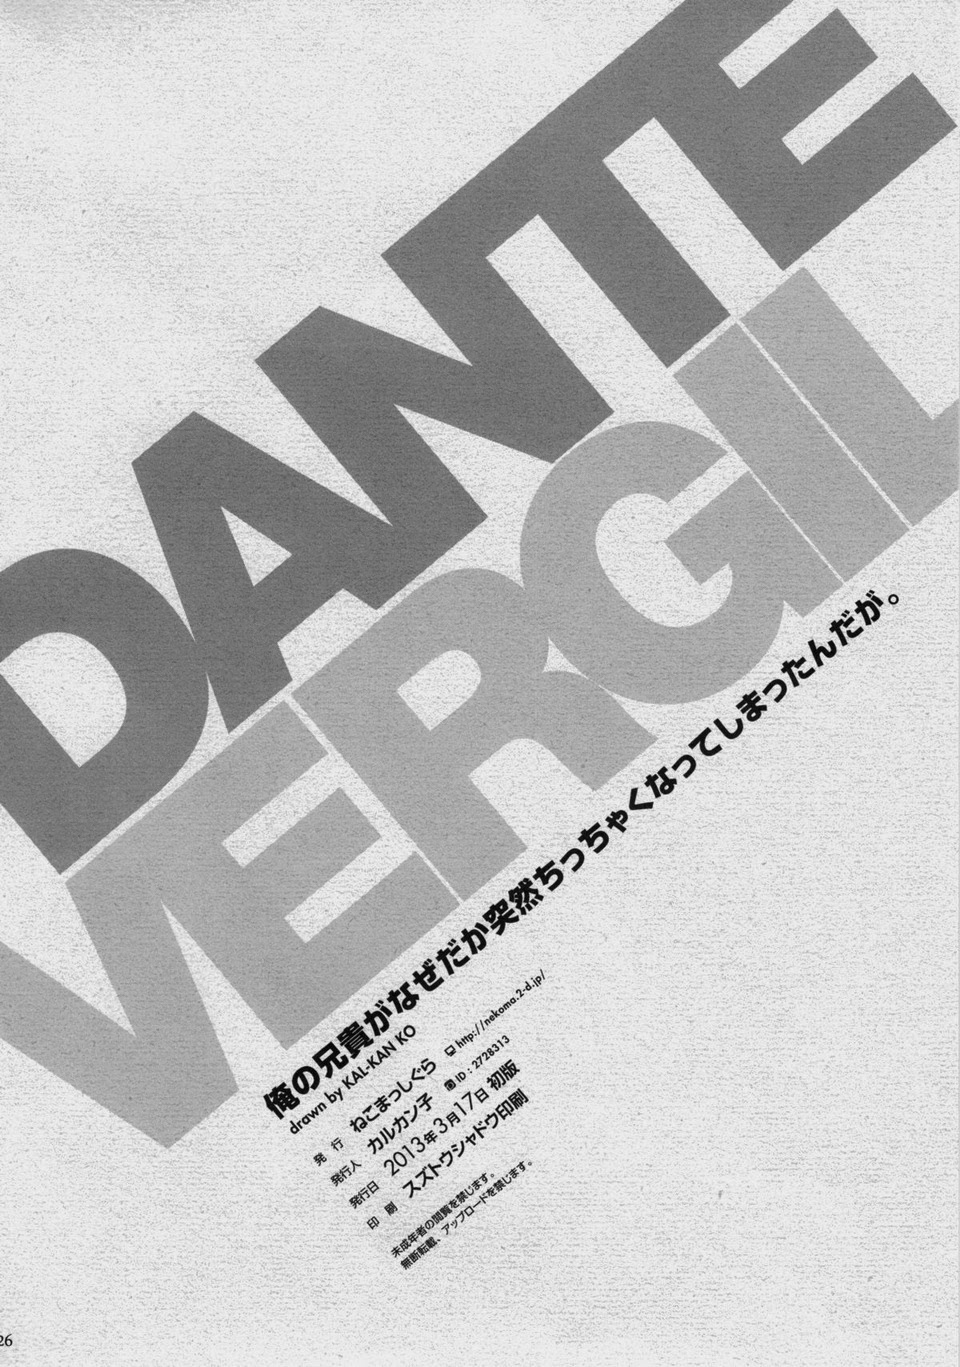 DANTE
VERGIL
俺の兄貴がなぜだか突然ちっちゃくなってしまったんだが。
drawn by KAL-KAN KO
発 行 ねこまっしぐら http://nekoma.2-d.jp/
発行人 カルカン子 ID : 2728313
発行日 2013年3月17日 初版
印 刷 スズトウシャドウ印刷
未成年者の閲覧を禁じます。
無断転載、アップロードを禁じます。
26